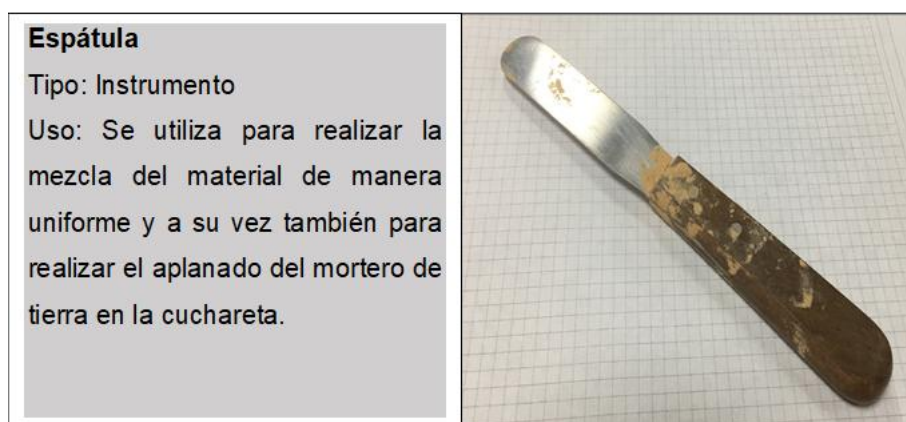 Espátula
Tipo: Instrumento
Uso: Se utiliza para realizar la
mezcla del material de manera
uniforme y a su vez también para
realizar el aplanado del mortero de
tierra en la cuchareta.